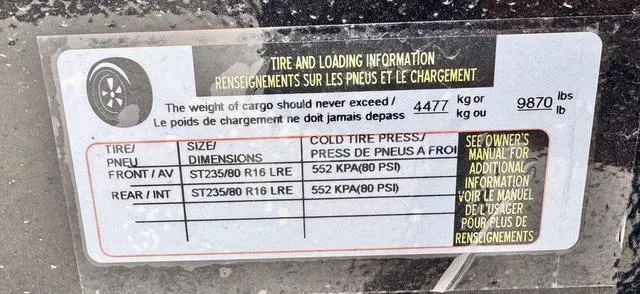 TIRE AND LOADING INFORMATION
RENSEIGNEMENTS SUR LES PNEUS ET LE CHARGEMENT
The weight of cargo should never exceed / 4477 kg or 9870 lbs
Le poids de chargement ne doit jamais depass kg ou lb
TIRE/ SIZE/ COLD TIRE PRESS./
PNEU DIMENSIONS PRESS DE PNEUS A FROI
FRONT / AV ST235/80 R16 LRE 552 KPA(80 PSI)
REAR / INT ST235/80 R16 LRE 552 KPA(80 PSI)
SEE OWNER'S
MANUAL FOR
ADDITIONAL
INFORMATION
VOIR LE MANUEL
DE L'USAGER
POUR PLUS DE
RENSEIGNEMENTS